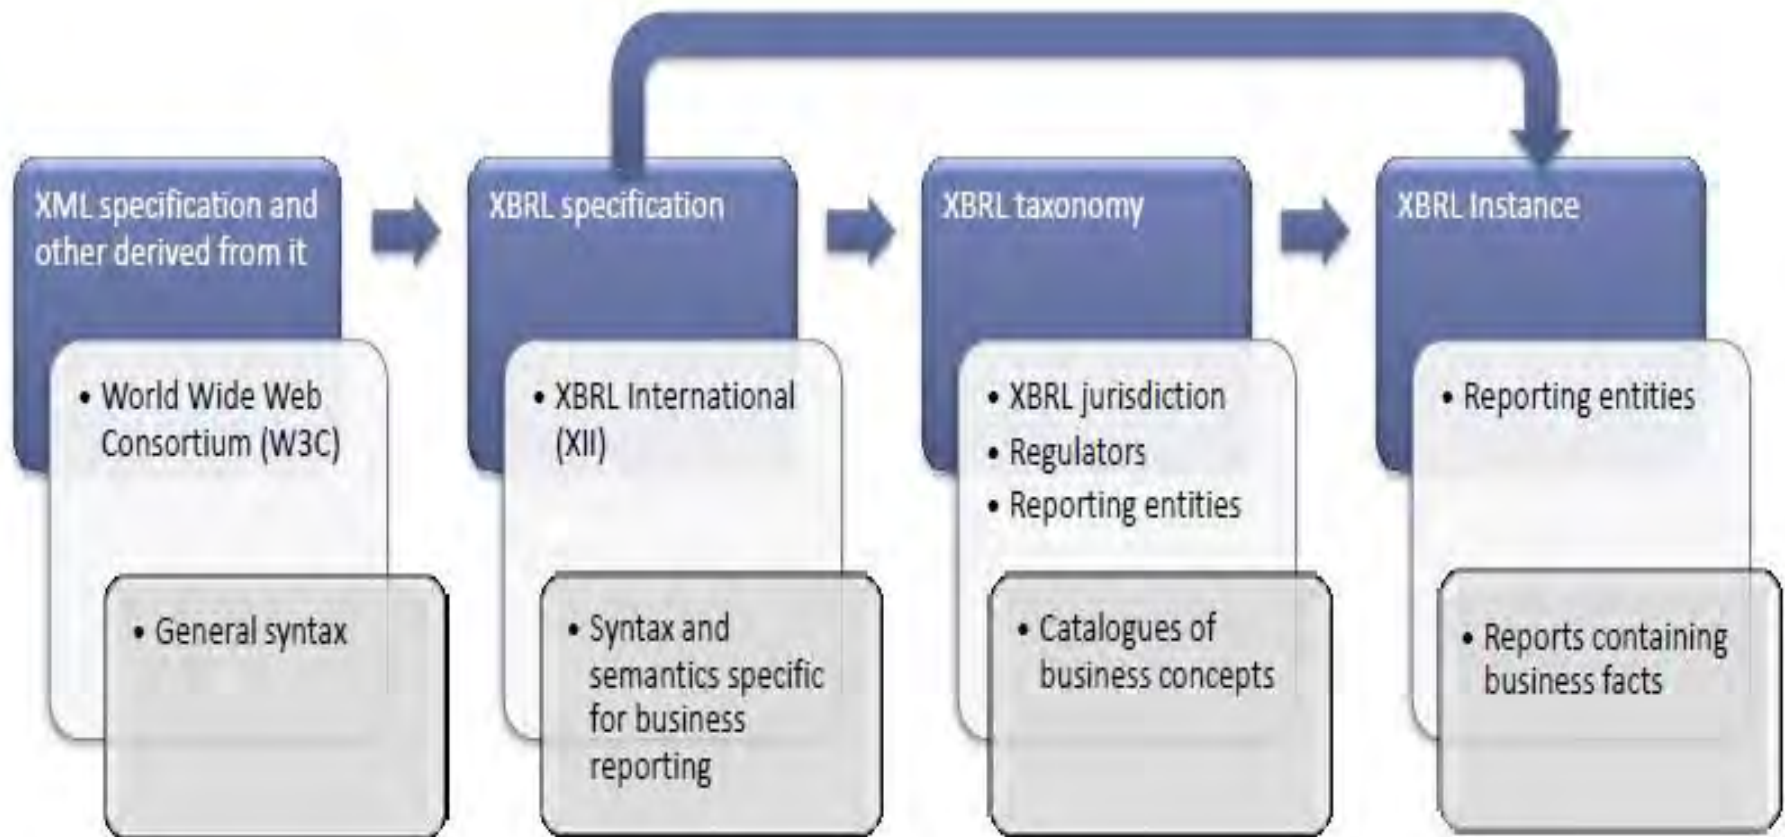 XML specification and
other derived from it
• World Wide Web
Consortium (W3C)
• General syntax
XBRL specification
• XBRL International
(XII)
• Syntax and
semantics specific
for business
reporting
XBRL taxonomy
• XBRL jurisdiction
• Regulators
• Reporting entities
• Catalogues of
business concepts
XBRL Instance
• Reporting entities
• Reports containing
business facts